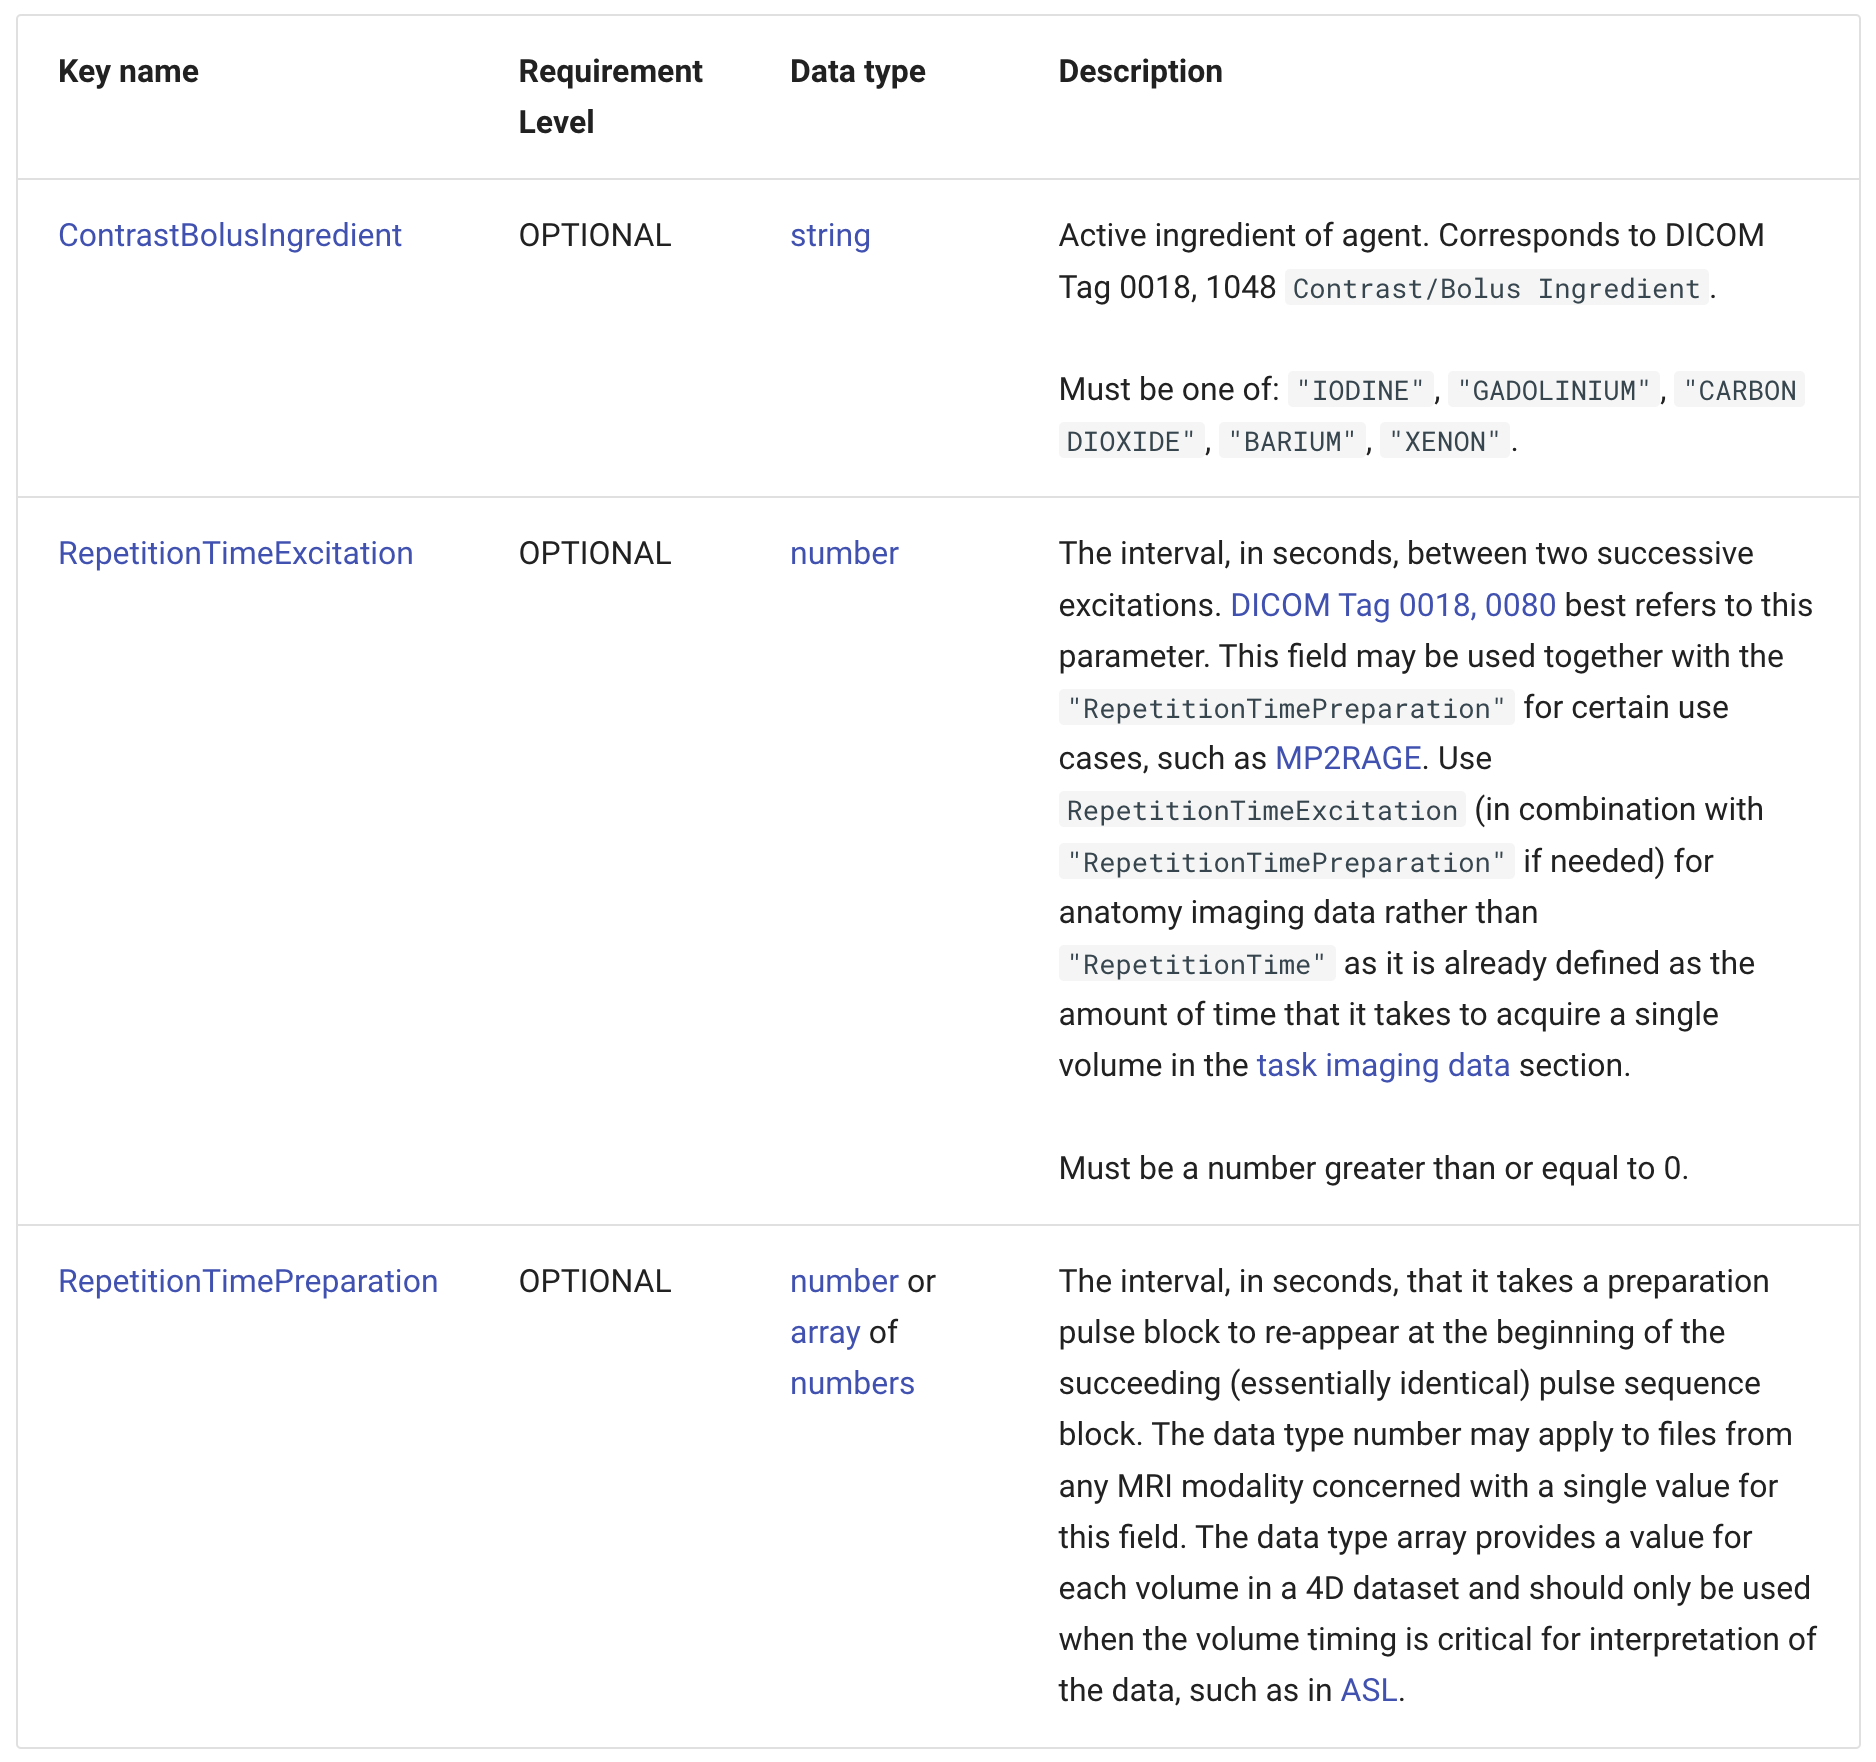 Key name Requirement Level Data type Description
ContrastBolusIngredient OPTIONAL string Active ingredient of agent. Corresponds to DICOM
Tag 0018, 1048 Contrast/Bolus Ingredient.
Must be one of: "IODINE", "GADOLINIUM", "CARBON
DIOXIDE", "BARIUM", "XENON".
RepetitionTimeExcitation OPTIONAL number The interval, in seconds, between two successive
excitations. DICOM Tag 0018, 0080 best refers to this
parameter. This field may be used together with the
"RepetitionTimePreparation" for certain use
cases, such as MP2RAGE. Use
RepetitionTimeExcitation (in combination with
"RepetitionTimePreparation" if needed) for
anatomy imaging data rather than
"RepetitionTime" as it is already defined as the
amount of time that it takes to acquire a single
volume in the task imaging data section.
Must be a number greater than or equal to 0.
RepetitionTimePreparation OPTIONAL number or array of numbers The interval, in seconds, that it takes a preparation
pulse block to re-appear at the beginning of the
succeeding (essentially identical) pulse sequence
block. The data type number may apply to files from
any MRI modality concerned with a single value for
this field. The data type array provides a value for
each volume in a 4D dataset and should only be used
when the volume timing is critical for interpretation of
the data, such as in ASL.